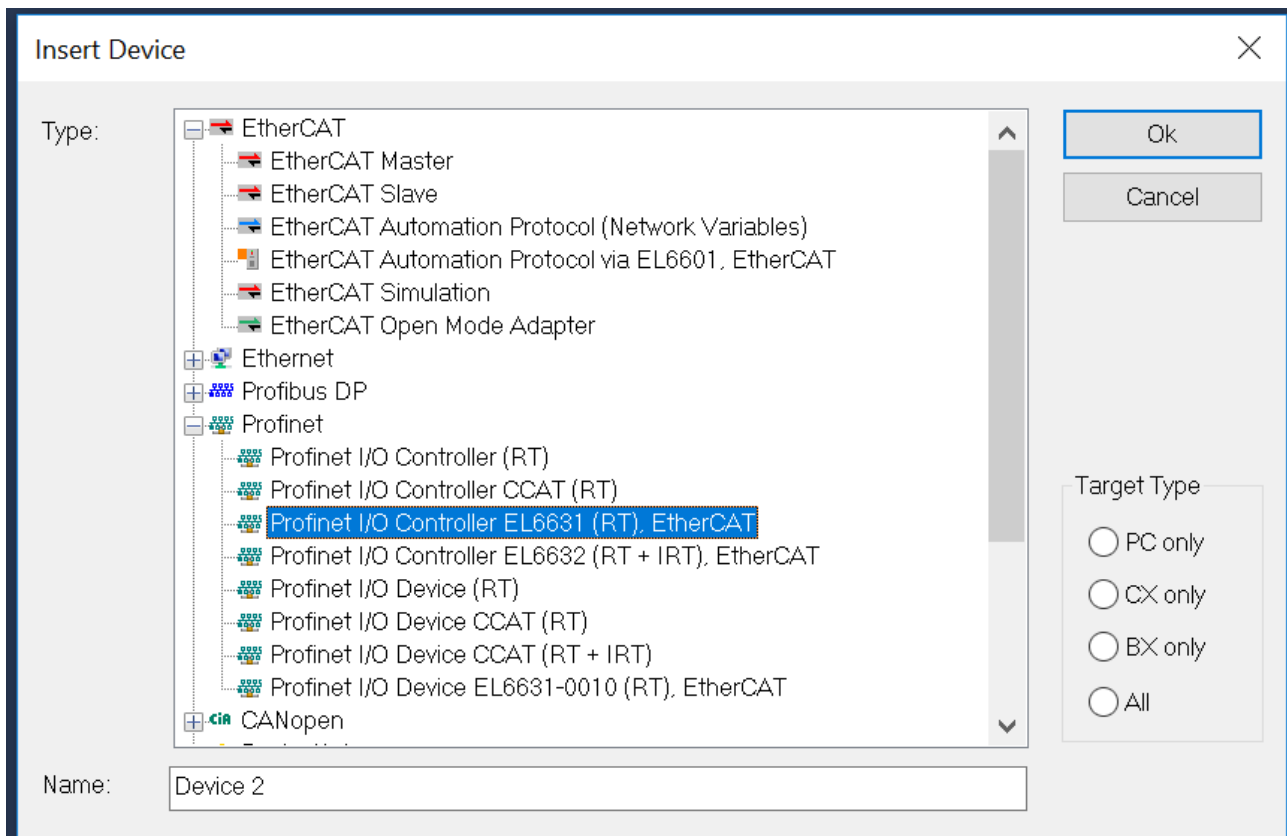 Insert Device
Type:
EtherCAT
EtherCAT Master
EtherCAT Slave
EtherCAT Automation Protocol (Network Variables)
EtherCAT Automation Protocol via EL6601, EtherCAT
EtherCAT Simulation
EtherCAT Open Mode Adapter
Ethernet
Profibus DP
Profinet
Profinet I/O Controller (RT)
Profinet I/O Controller CCAT (RT)
Profinet I/O Controller EL6631 (RT), EtherCAT
Profinet I/O Controller EL6632 (RT + IRT), EtherCAT
Profinet I/O Device (RT)
Profinet I/O Device CCAT (RT)
Profinet I/O Device CCAT (RT + IRT)
Profinet I/O Device EL6631-0010 (RT), EtherCAT
CiA CANopen
Ok
Cancel
Target Type
PC only
CX only
BX only
All
Name:
Device 2